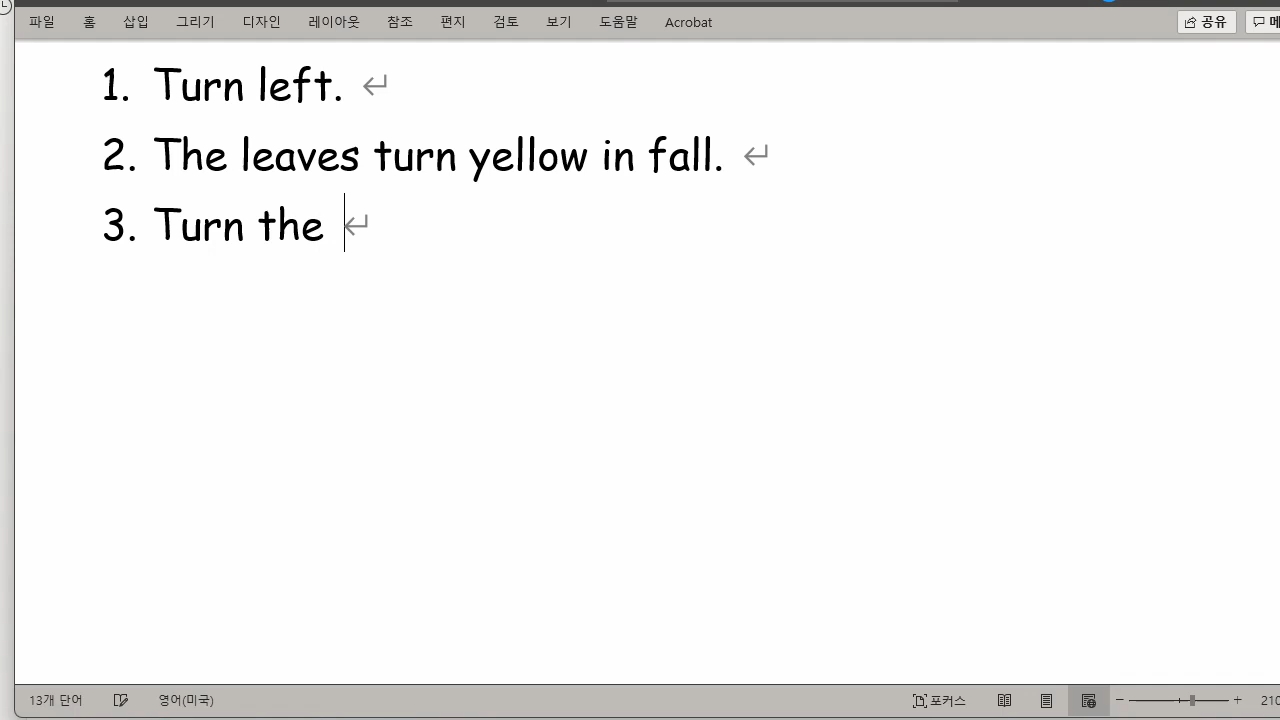 파일 홈 삽입 그리기 디자인 레이아웃 참조 편지 검토 보기 도움말 Acrobat 공유 메
1. Turn left.
2. The leaves turn yellow in fall.
3. Turn the
13개 단어 영어(미국) 포커스 210